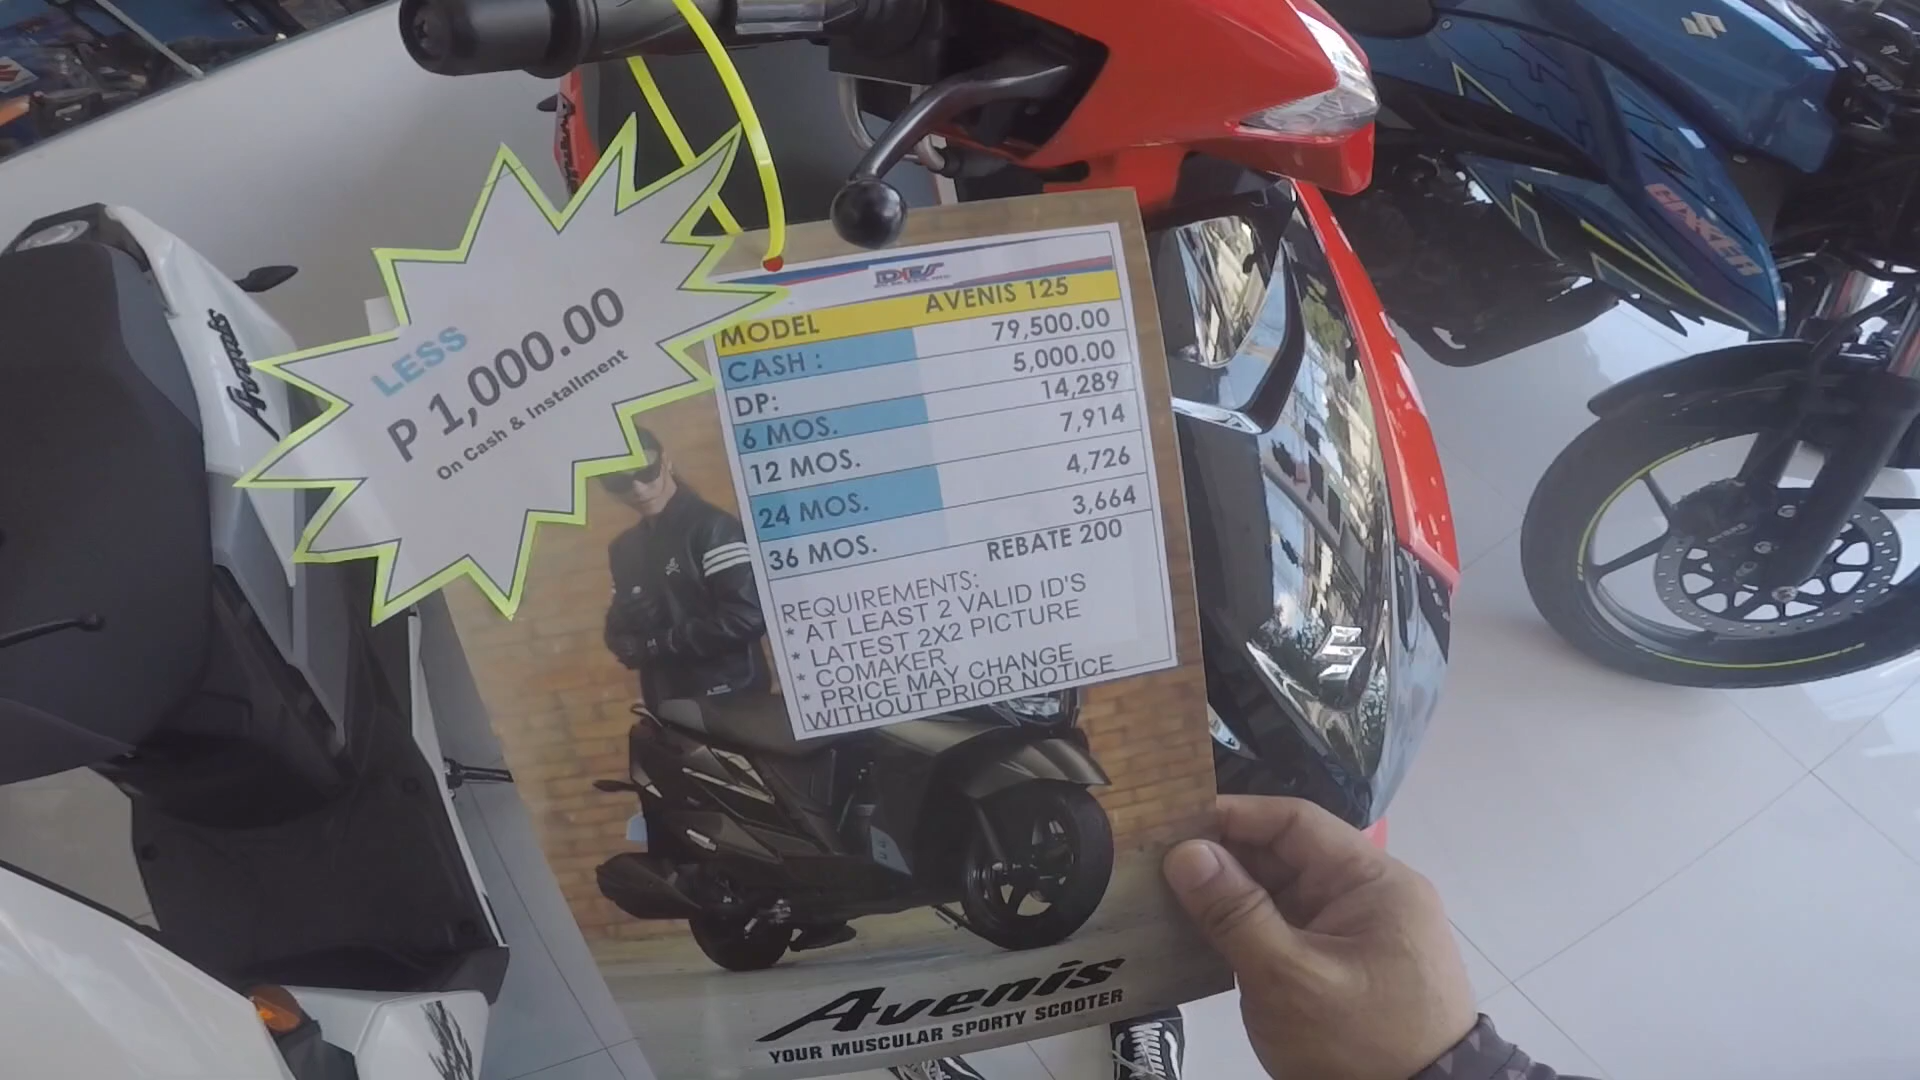 LESS
P 1,000.00
On Cash & Installment
DES
MODEL AVENIS 125
CASH : 79,500.00
DP: 5,000.00
6 MOS. 14,289
12 MOS. 7,914
24 MOS. 4,726
36 MOS. 3,664
REBATE 200
REQUIREMENTS:
* AT LEAST 2 VALID ID'S
* LATEST 2X2 PICTURE
* COMAKER
* PRICE MAY CHANGE
WITHOUT PRIOR NOTICE
Avenis
YOUR MUSCULAR SPORTY SCOOTER
Avenis
GIXXER